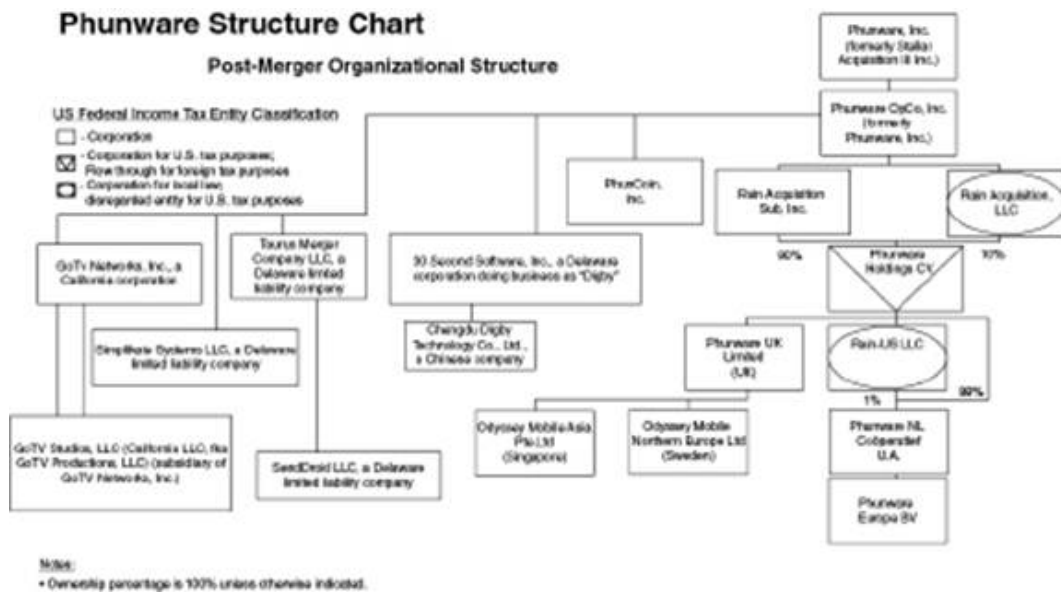 Phunware Structure Chart
Post-Merger Organizational Structure
US Federal Income Tax Entity Classification
- Corporation
- Corporation for U.S. tax purposes;
Flow through for foreign tax purposes
- Corporation for local law;
disregarded entity for U.S. tax purposes
Phunware, Inc.
(formerly Stellar
Acquisition III Inc.)
Phunware OpCo, Inc.
(formerly
Phunware, Inc.)
PhunCoin,
Inc.
Rain Acquisition
Sub, Inc.
Rain Acquisition,
LLC
GoTv Networks, Inc., a
California corporation
Taurus Merger
Company LLC, a
Delaware limited
liability company
30 Second Software, Inc., a Delaware
corporation doing business as "Digby"
90%
10%
Phunware
Holdings CV
Simplikate Systems LLC, a Delaware
limited liability company
Chengdu Digby
Technology Co., Ltd.,
a Chinese company
Phunware UK
Limited
(UK)
Rain-US LLC
1%
99%
GoTV Studios, LLC (California LLC, fka
GoTV Productions, LLC) (subsidiary of
GoTV Networks, Inc.)
SendDroid LLC, a Delaware
limited liability company
Odyssey Mobile Asia,
Pte.Ltd
(Singapore)
Odyssey Mobile
Northern Europe Ltd
(Sweden)
Phunware NL
Coöperatief
U.A.
Phunware
Europa BV
Notes:
• Ownership percentage is 100% unless otherwise indicated.